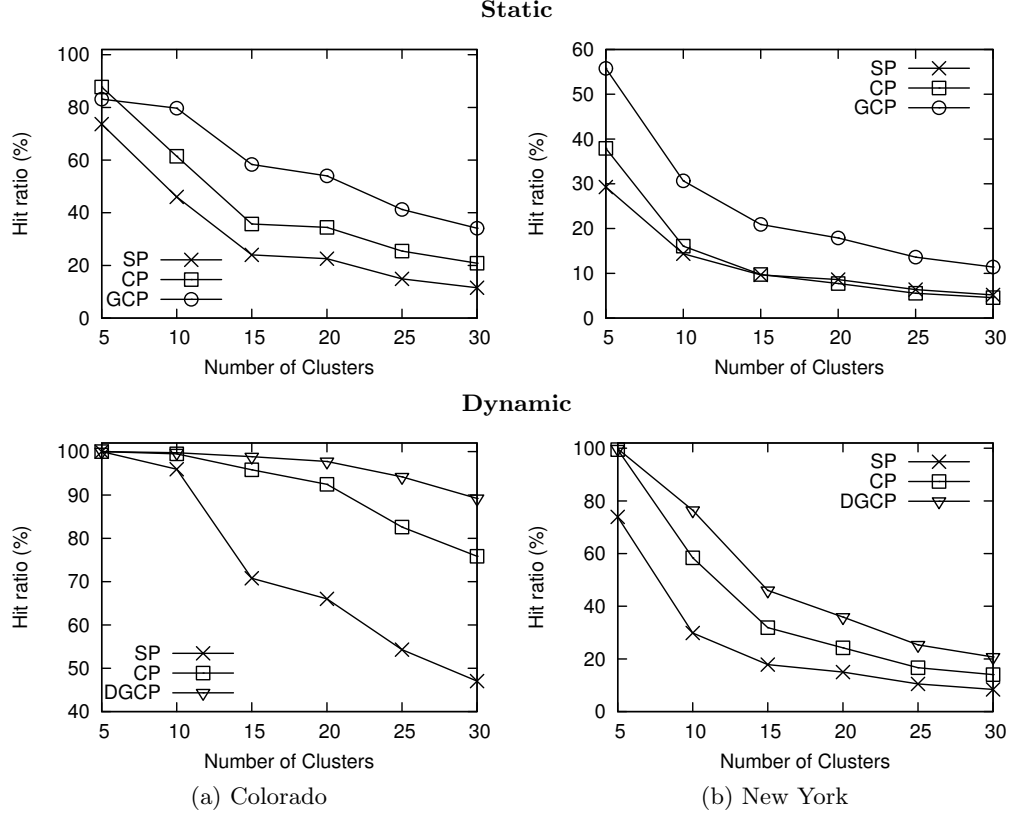 Static
100
80
60
40
20
0
Hit ratio (%)
SP
CP
GCP
5 10 15 20 25 30
Number of Clusters
60
50
40
30
20
10
0
Hit ratio (%)
SP
CP
GCP
5 10 15 20 25 30
Number of Clusters
Dynamic
100
90
80
70
60
50
40
Hit ratio (%)
SP
CP
DGCP
5 10 15 20 25 30
Number of Clusters
(a) Colorado
100
80
60
40
20
0
Hit ratio (%)
SP
CP
DGCP
5 10 15 20 25 30
Number of Clusters
(b) New York